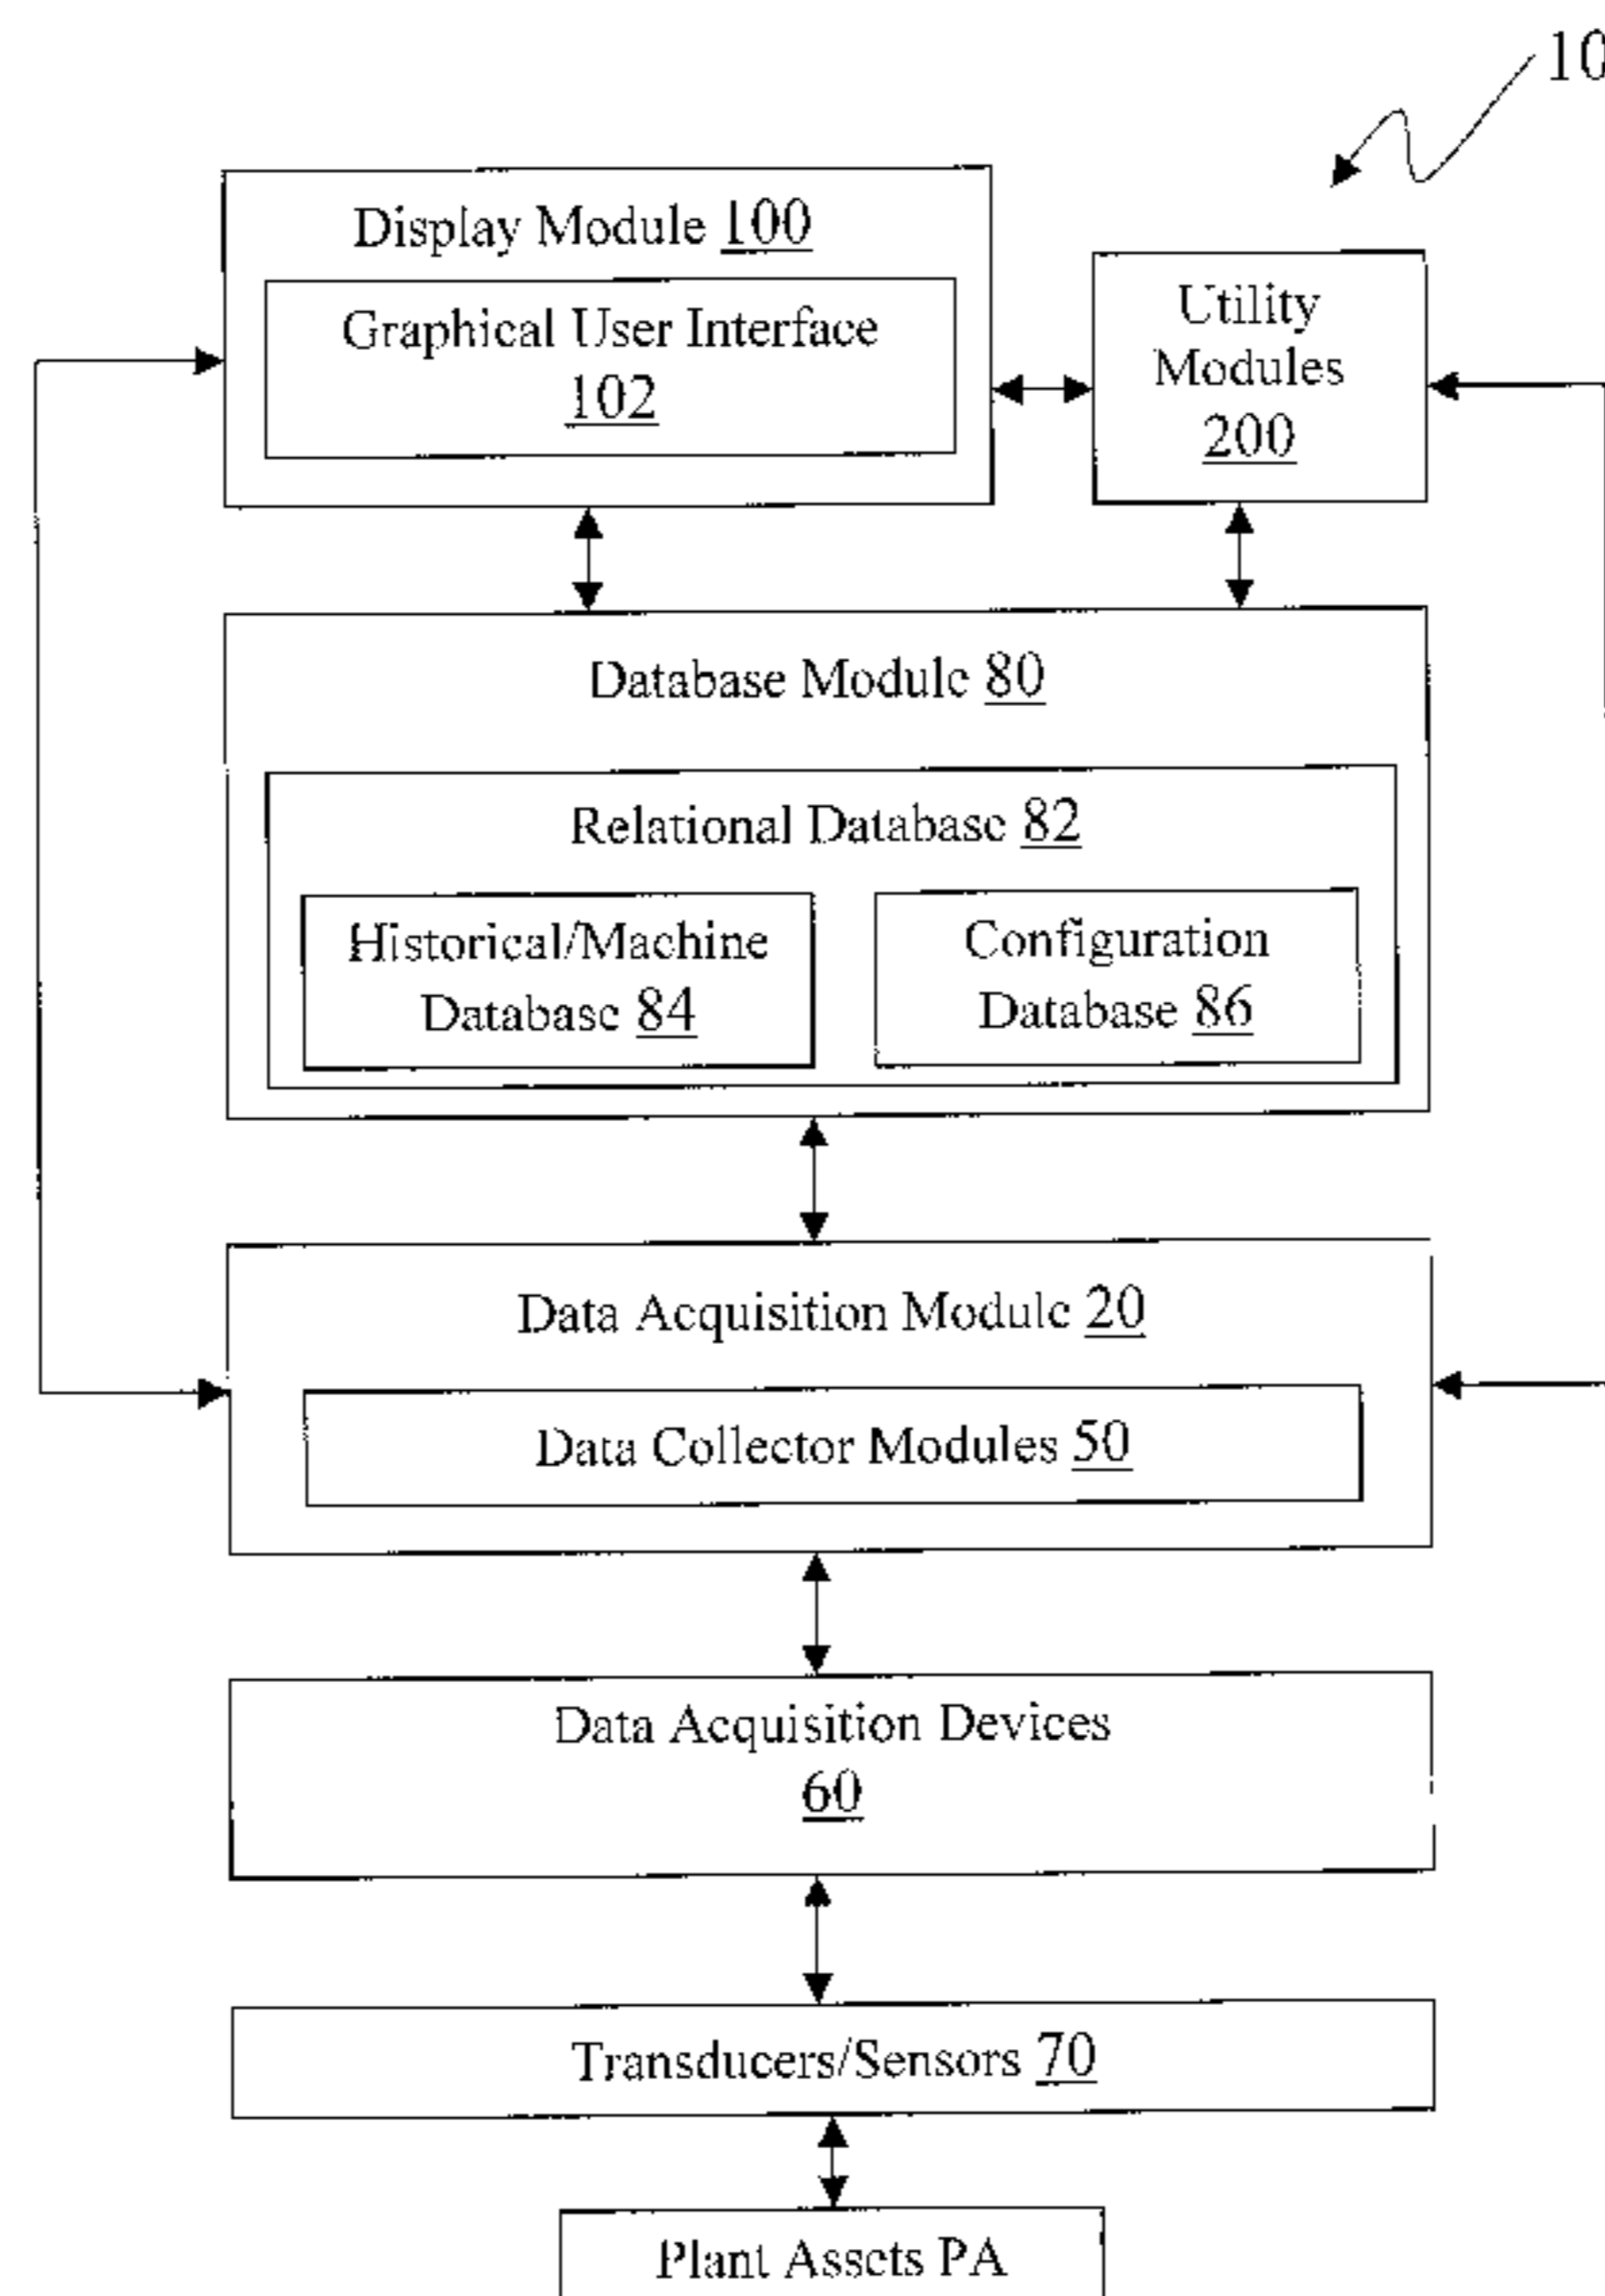 10
Display Module 100
Graphical User Interface
102
Utility
Modules
200
Database Module 80
Relational Database 82
Historical/Machine
Database 84
Configuration
Database 86
Data Acquisition Module 20
Data Collector Modules 50
Data Acquisition Devices
60
Transducers/Sensors 70
Plant Assets PA